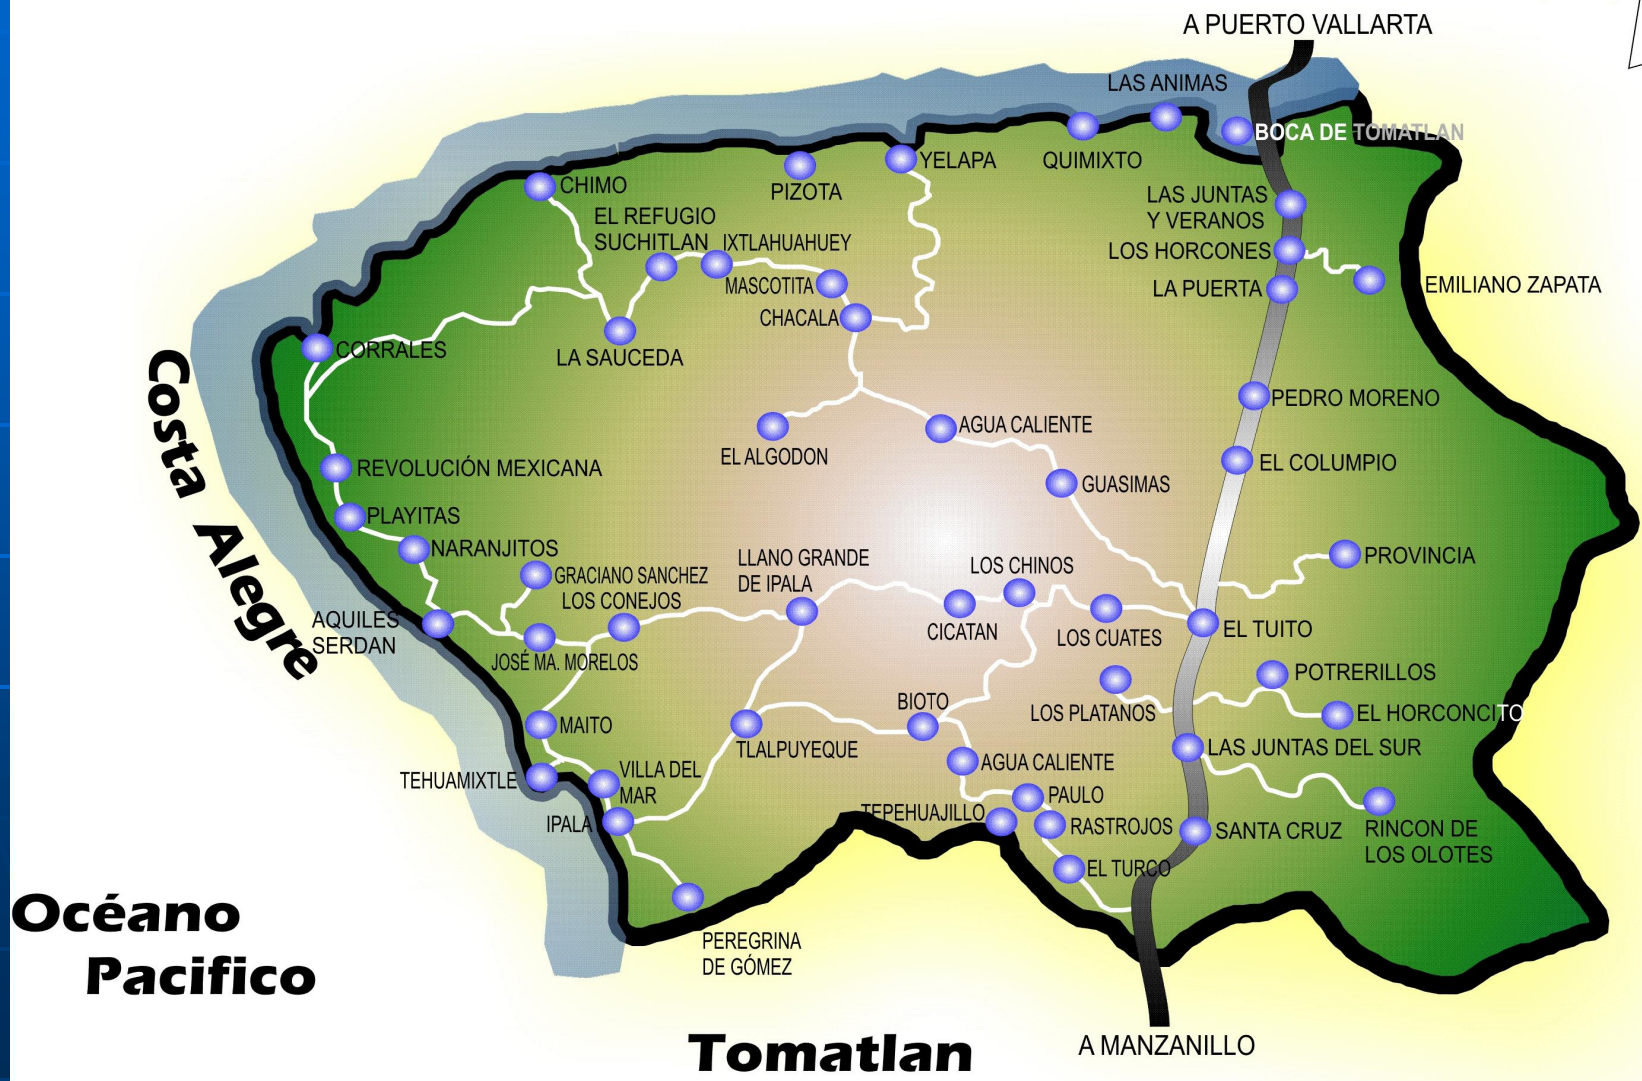 A PUERTO VALLARTA
LAS ANIMAS
BOCA DE TOMATLAN
YELAPA
QUIMIXTO
CHIMO
PIZOTA
LAS JUNTAS
Y VERANOS
EL REFUGIO
SUCHITLAN
IXTLAHUAHUEY
LOS HORCONES
MASCOTITA
LA PUERTA
EMILIANO ZAPATA
CHACALA
CORRALES
LA SAUCEDA
PEDRO MORENO
AGUA CALIENTE
EL ALGODON
EL COLUMPIO
REVOLUCIÓN MEXICANA
GUASIMAS
Costa Alegre
PLAYITAS
NARANJITOS
LLANO GRANDE
DE IPALA
LOS CHINOS
PROVINCIA
GRACIANO SANCHEZ
LOS CONEJOS
AQUILES
SERDAN
CICATAN
LOS CUATES
EL TUITO
JOSÉ MA. MORELOS
POTRERILLOS
BIOTO
LOS PLATANOS
EL HORCONCITO
MAITO
TLALPUYEQUE
LAS JUNTAS DEL SUR
AGUA CALIENTE
TEHUAMIXTLE
VILLA DEL
MAR
PAULO
TEPEHUAJILLO
IPALA
RASTROJOS
SANTA CRUZ
RINCON DE
LOS OLOTES
EL TURCO
Océano
Pacifico
PEREGRINA
DE GÓMEZ
Tomatlan
A MANZANILLO